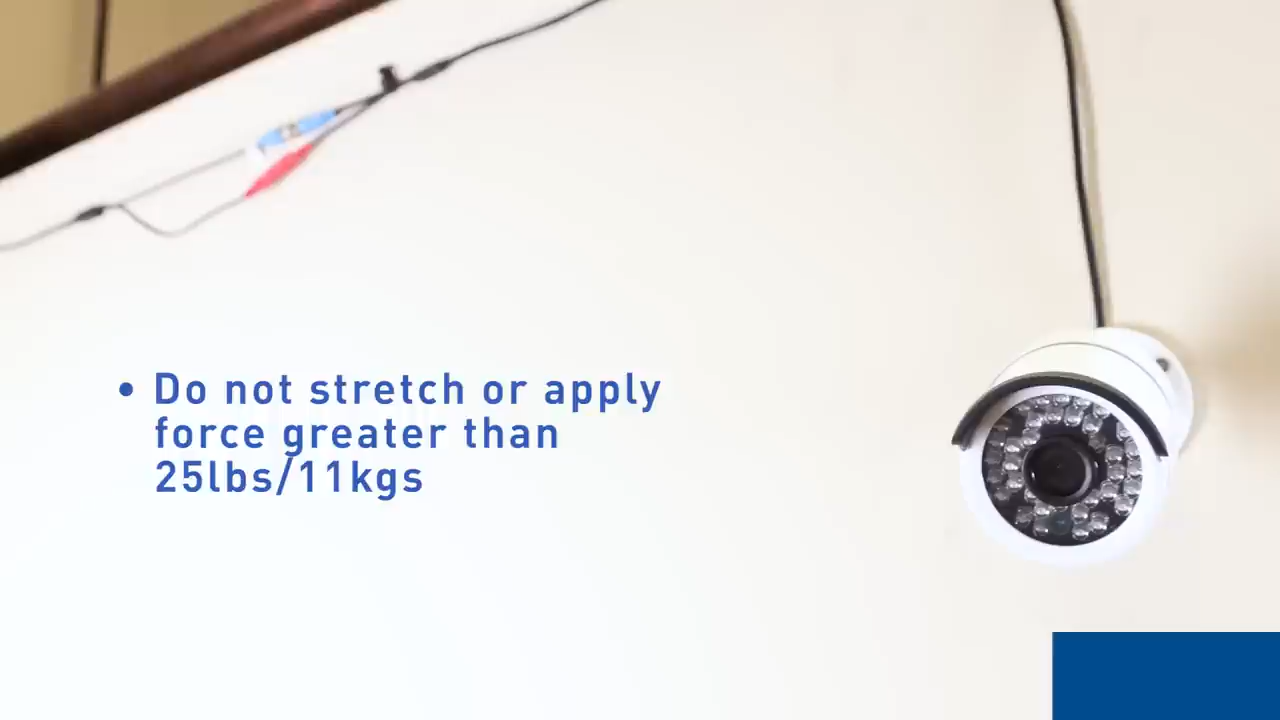 • Do not stretch or apply
force greater than
25lbs/11kgs